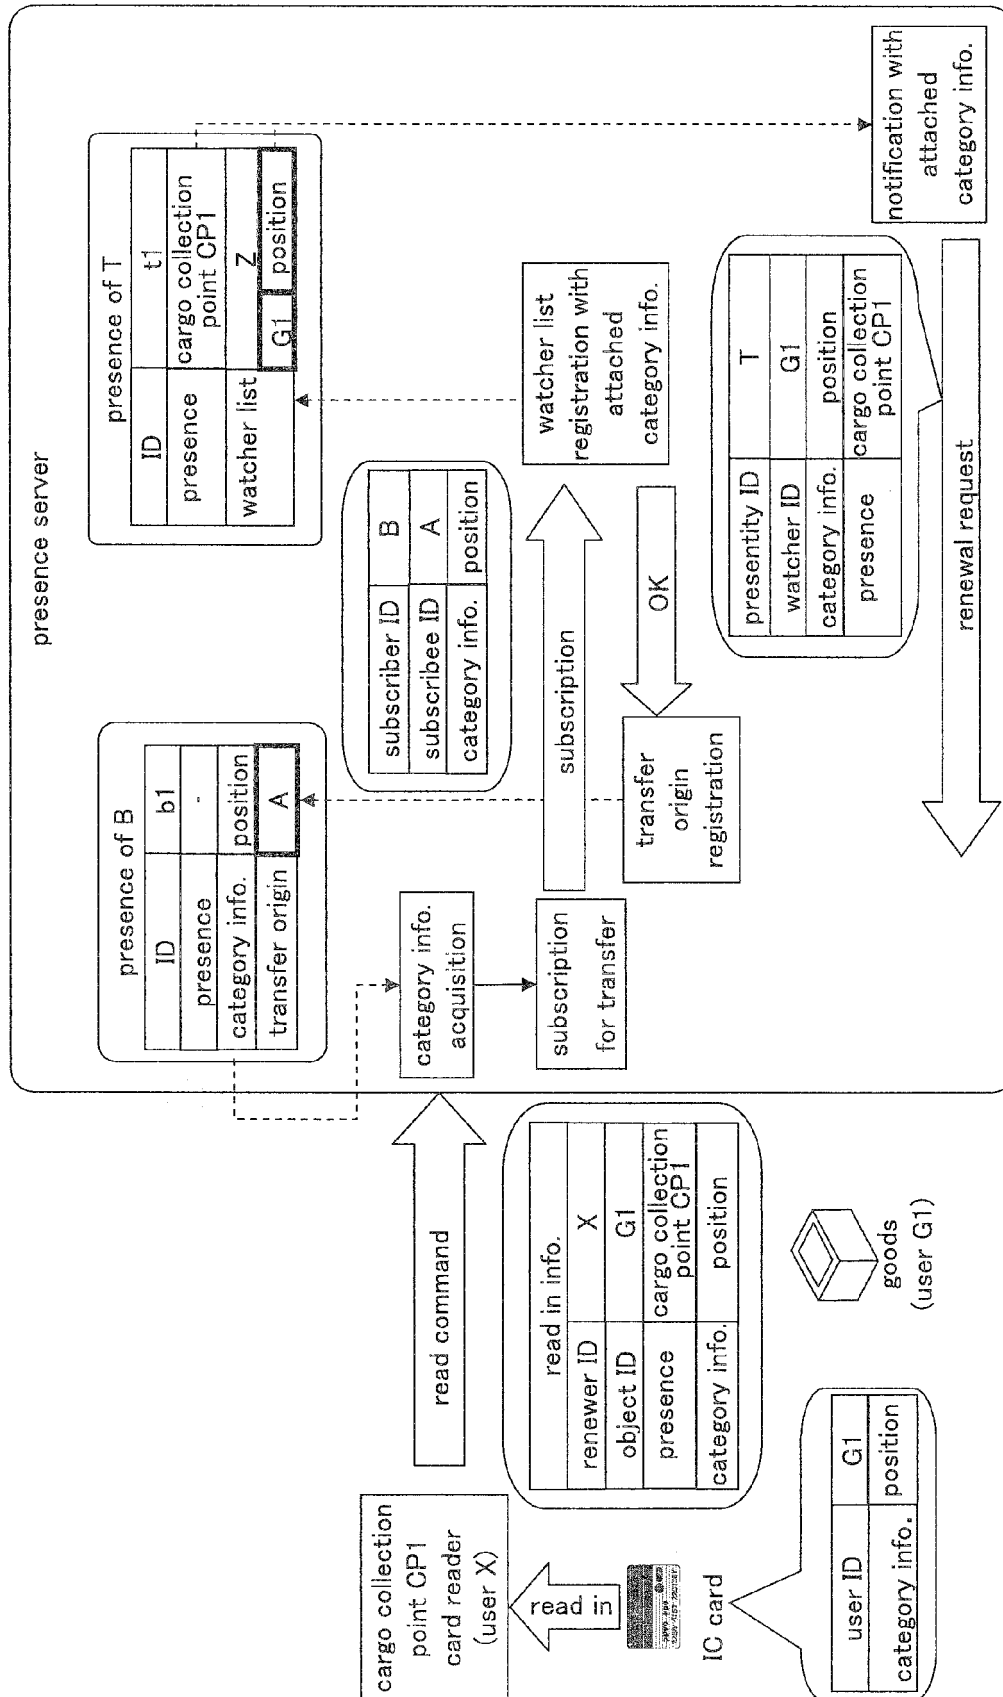 presence server
presence of B
ID b1
presence -
category info. position
transfer origin A
presence of T
ID t1
presence cargo collection
point CP1
watcher list Z
G1 position
cargo collection
point CP1
card reader
(user X)
read in
IC card
user ID G1
category info. position
read command
read in info.
renewer ID X
object ID G1
presence cargo collection
point CP1
category info. position
goods
(user G1)
category info.
acquisition
subscription
for transfer
subscriber ID B
subscribee ID A
category info. position
subscription
watcher list
registration with
attached
category info.
OK
transfer
origin
registration
presentity ID T
watcher ID G1
category info. position
presence cargo collection
point CP1
renewal request
notification with
attached
category info.